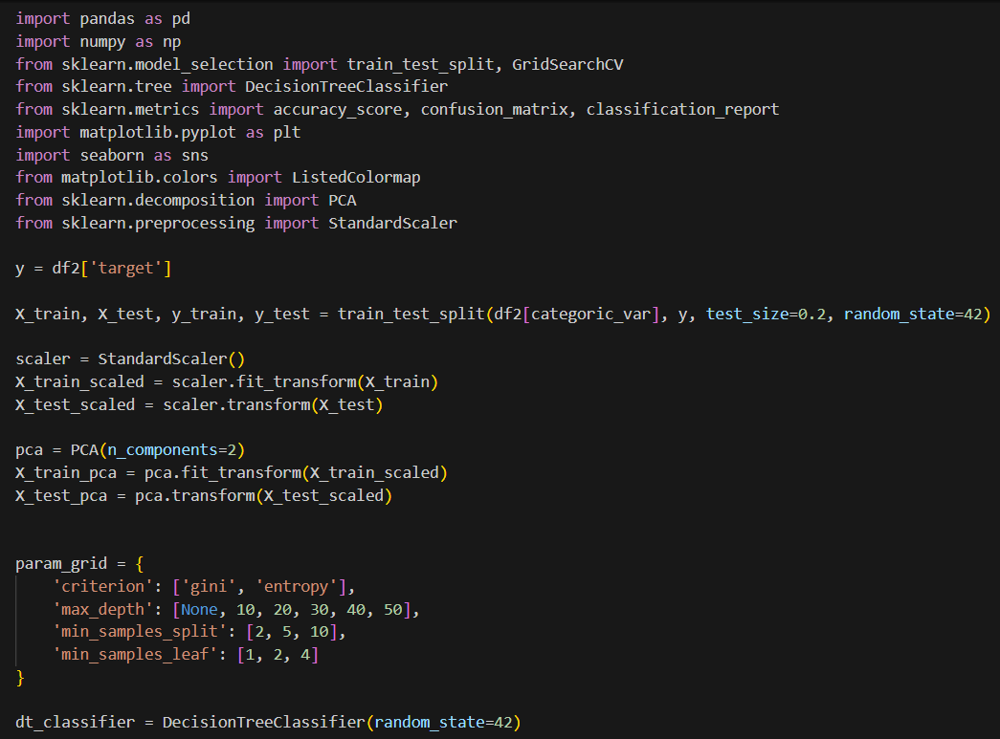 import pandas as pd
import numpy as np
from sklearn.model_selection import train_test_split, GridSearchCV
from sklearn.tree import DecisionTreeClassifier
from sklearn.metrics import accuracy_score, confusion_matrix, classification_report
import matplotlib.pyplot as plt
import seaborn as sns
from matplotlib.colors import ListedColormap
from sklearn.decomposition import PCA
from sklearn.preprocessing import StandardScaler

y = df2['target']

X_train, X_test, y_train, y_test = train_test_split(df2[categoric_var], y, test_size=0.2, random_state=42)

scaler = StandardScaler()
X_train_scaled = scaler.fit_transform(X_train)
X_test_scaled = scaler.transform(X_test)

pca = PCA(n_components=2)
X_train_pca = pca.fit_transform(X_train_scaled)
X_test_pca = pca.transform(X_test_scaled)


param_grid = {
    'criterion': ['gini', 'entropy'],
    'max_depth': [None, 10, 20, 30, 40, 50],
    'min_samples_split': [2, 5, 10],
    'min_samples_leaf': [1, 2, 4]
}

dt_classifier = DecisionTreeClassifier(random_state=42)